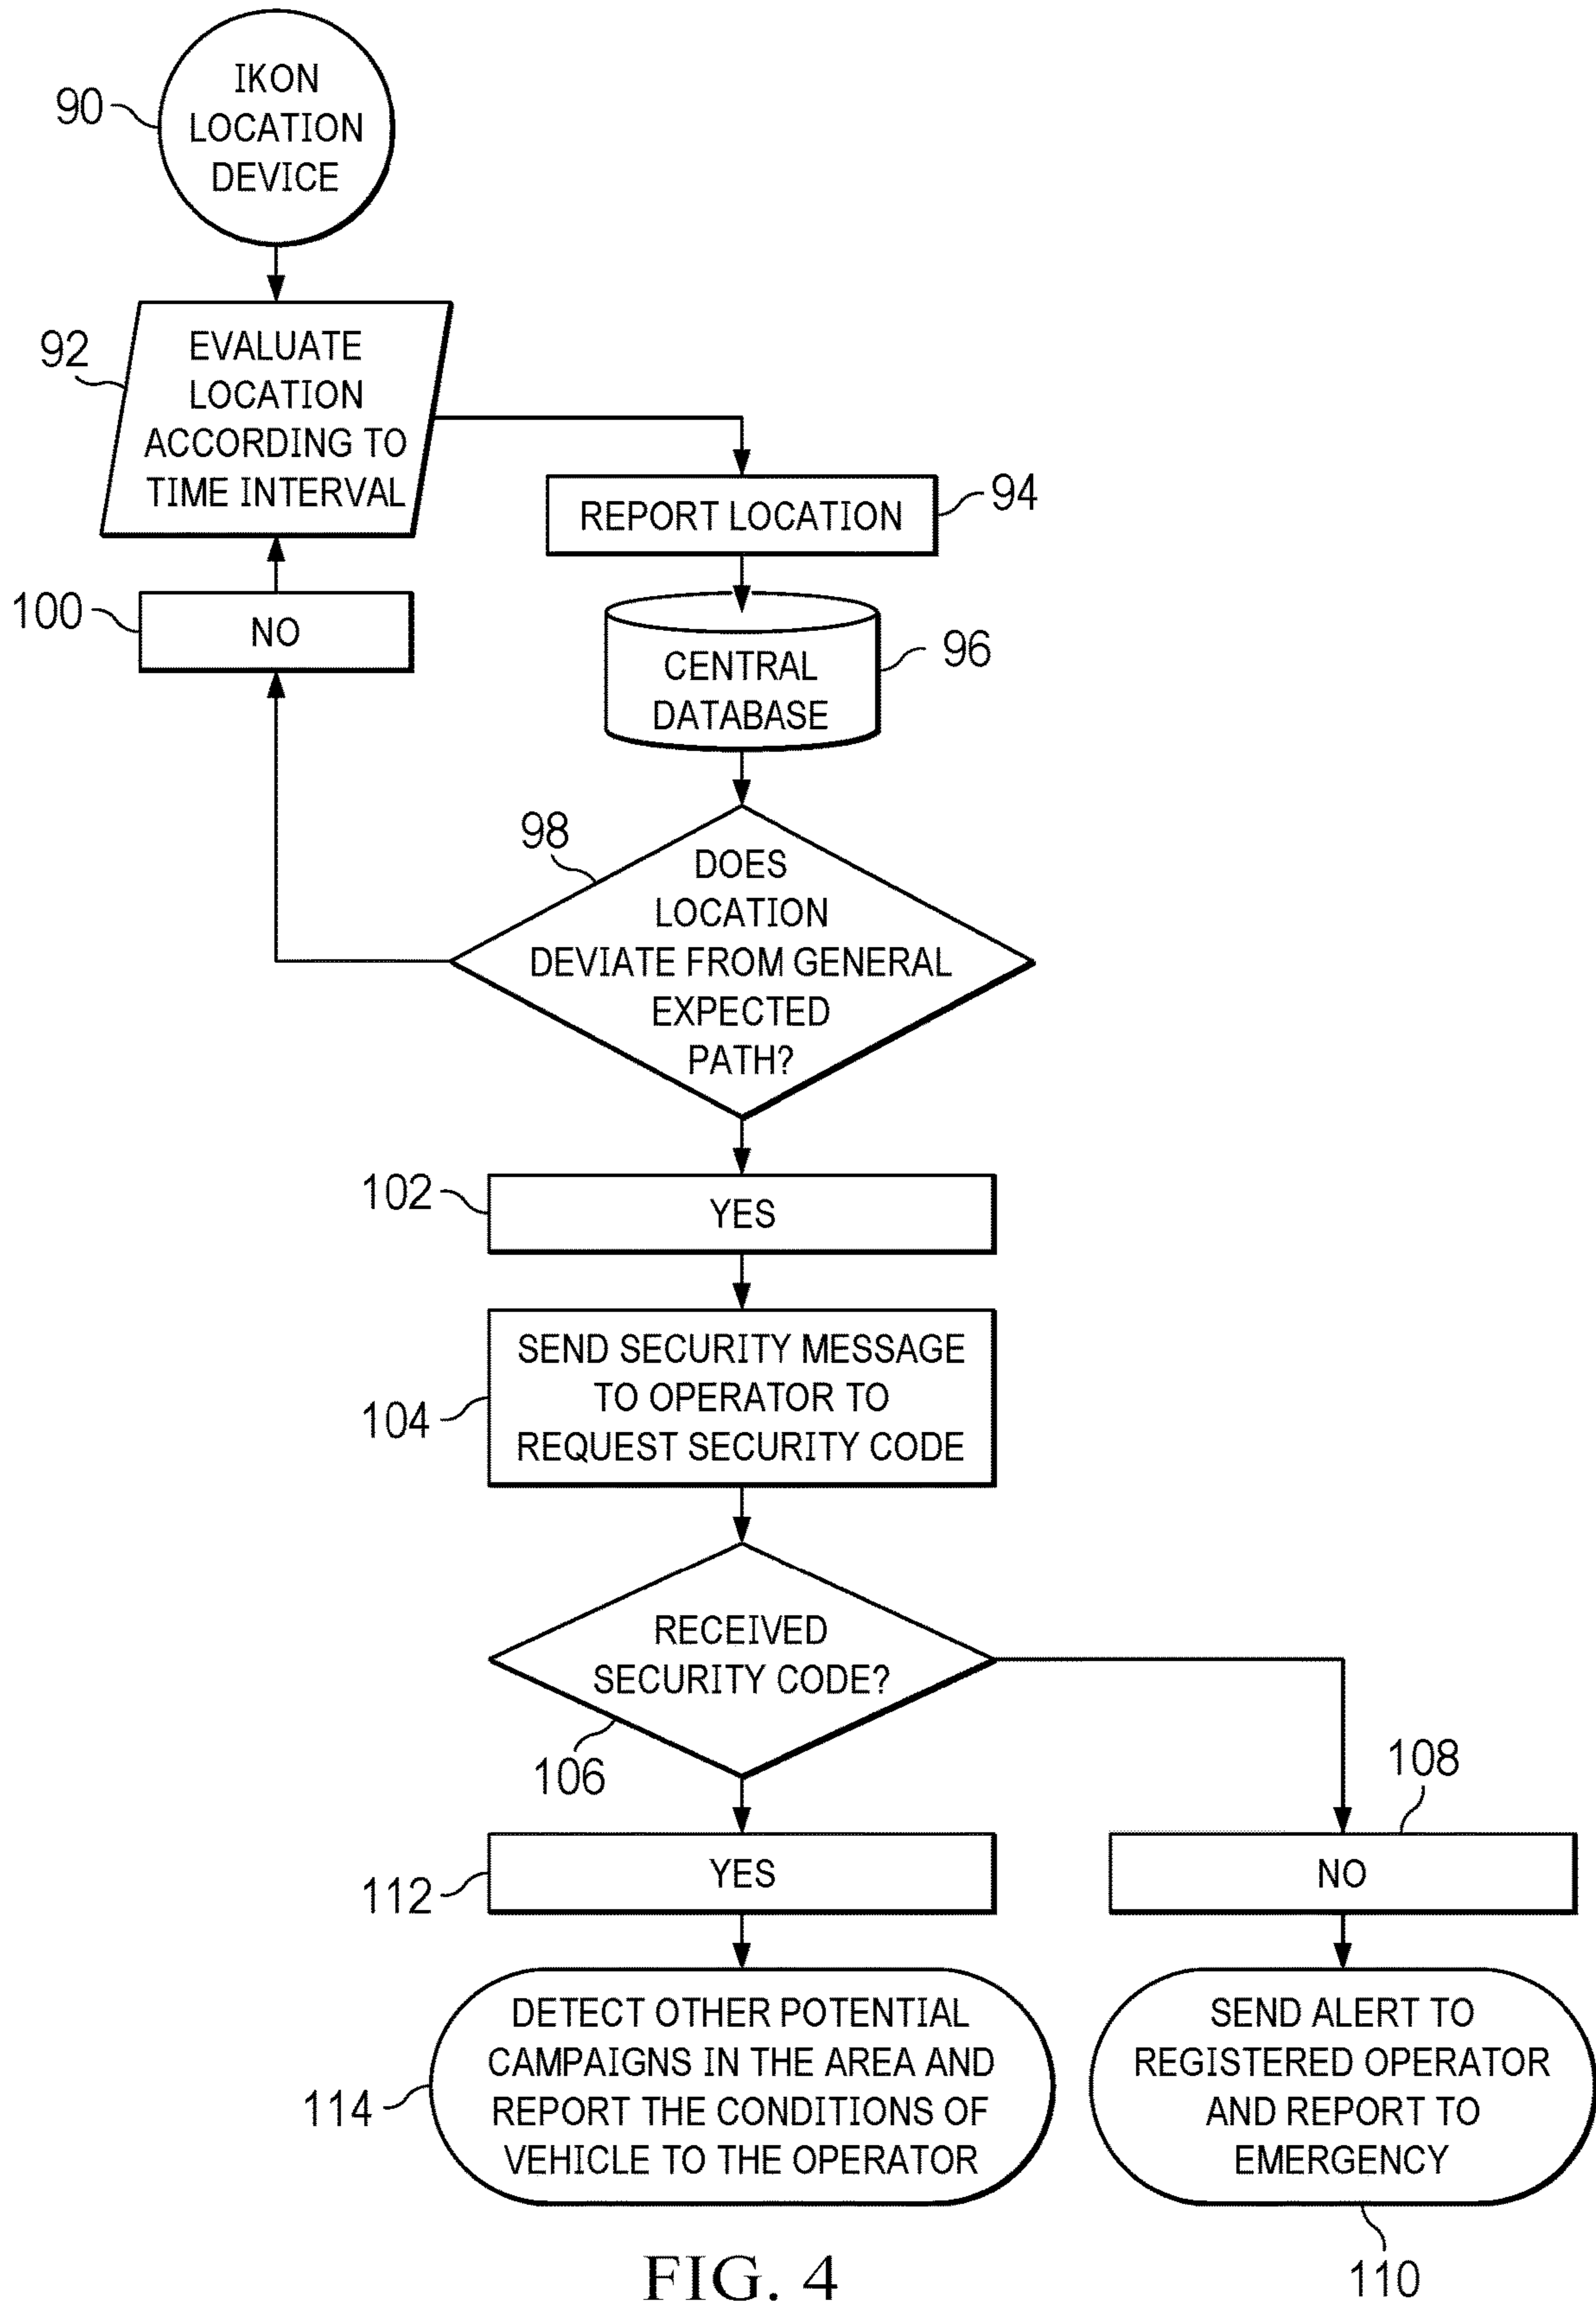 IKON
LOCATION
DEVICE
90
EVALUATE
LOCATION
ACCORDING TO
TIME INTERVAL
92
REPORT LOCATION
94
100
NO
CENTRAL
DATABASE
96
98
DOES
LOCATION
DEVIATE FROM GENERAL
EXPECTED
PATH?
102
YES
SEND SECURITY MESSAGE
TO OPERATOR TO
REQUEST SECURITY CODE
104
RECEIVED
SECURITY CODE?
106
108
YES
112
NO
DETECT OTHER POTENTIAL
CAMPAIGNS IN THE AREA AND
REPORT THE CONDITIONS OF
VEHICLE TO THE OPERATOR
114
SEND ALERT TO
REGISTERED OPERATOR
AND REPORT TO
EMERGENCY
110
FIG. 4